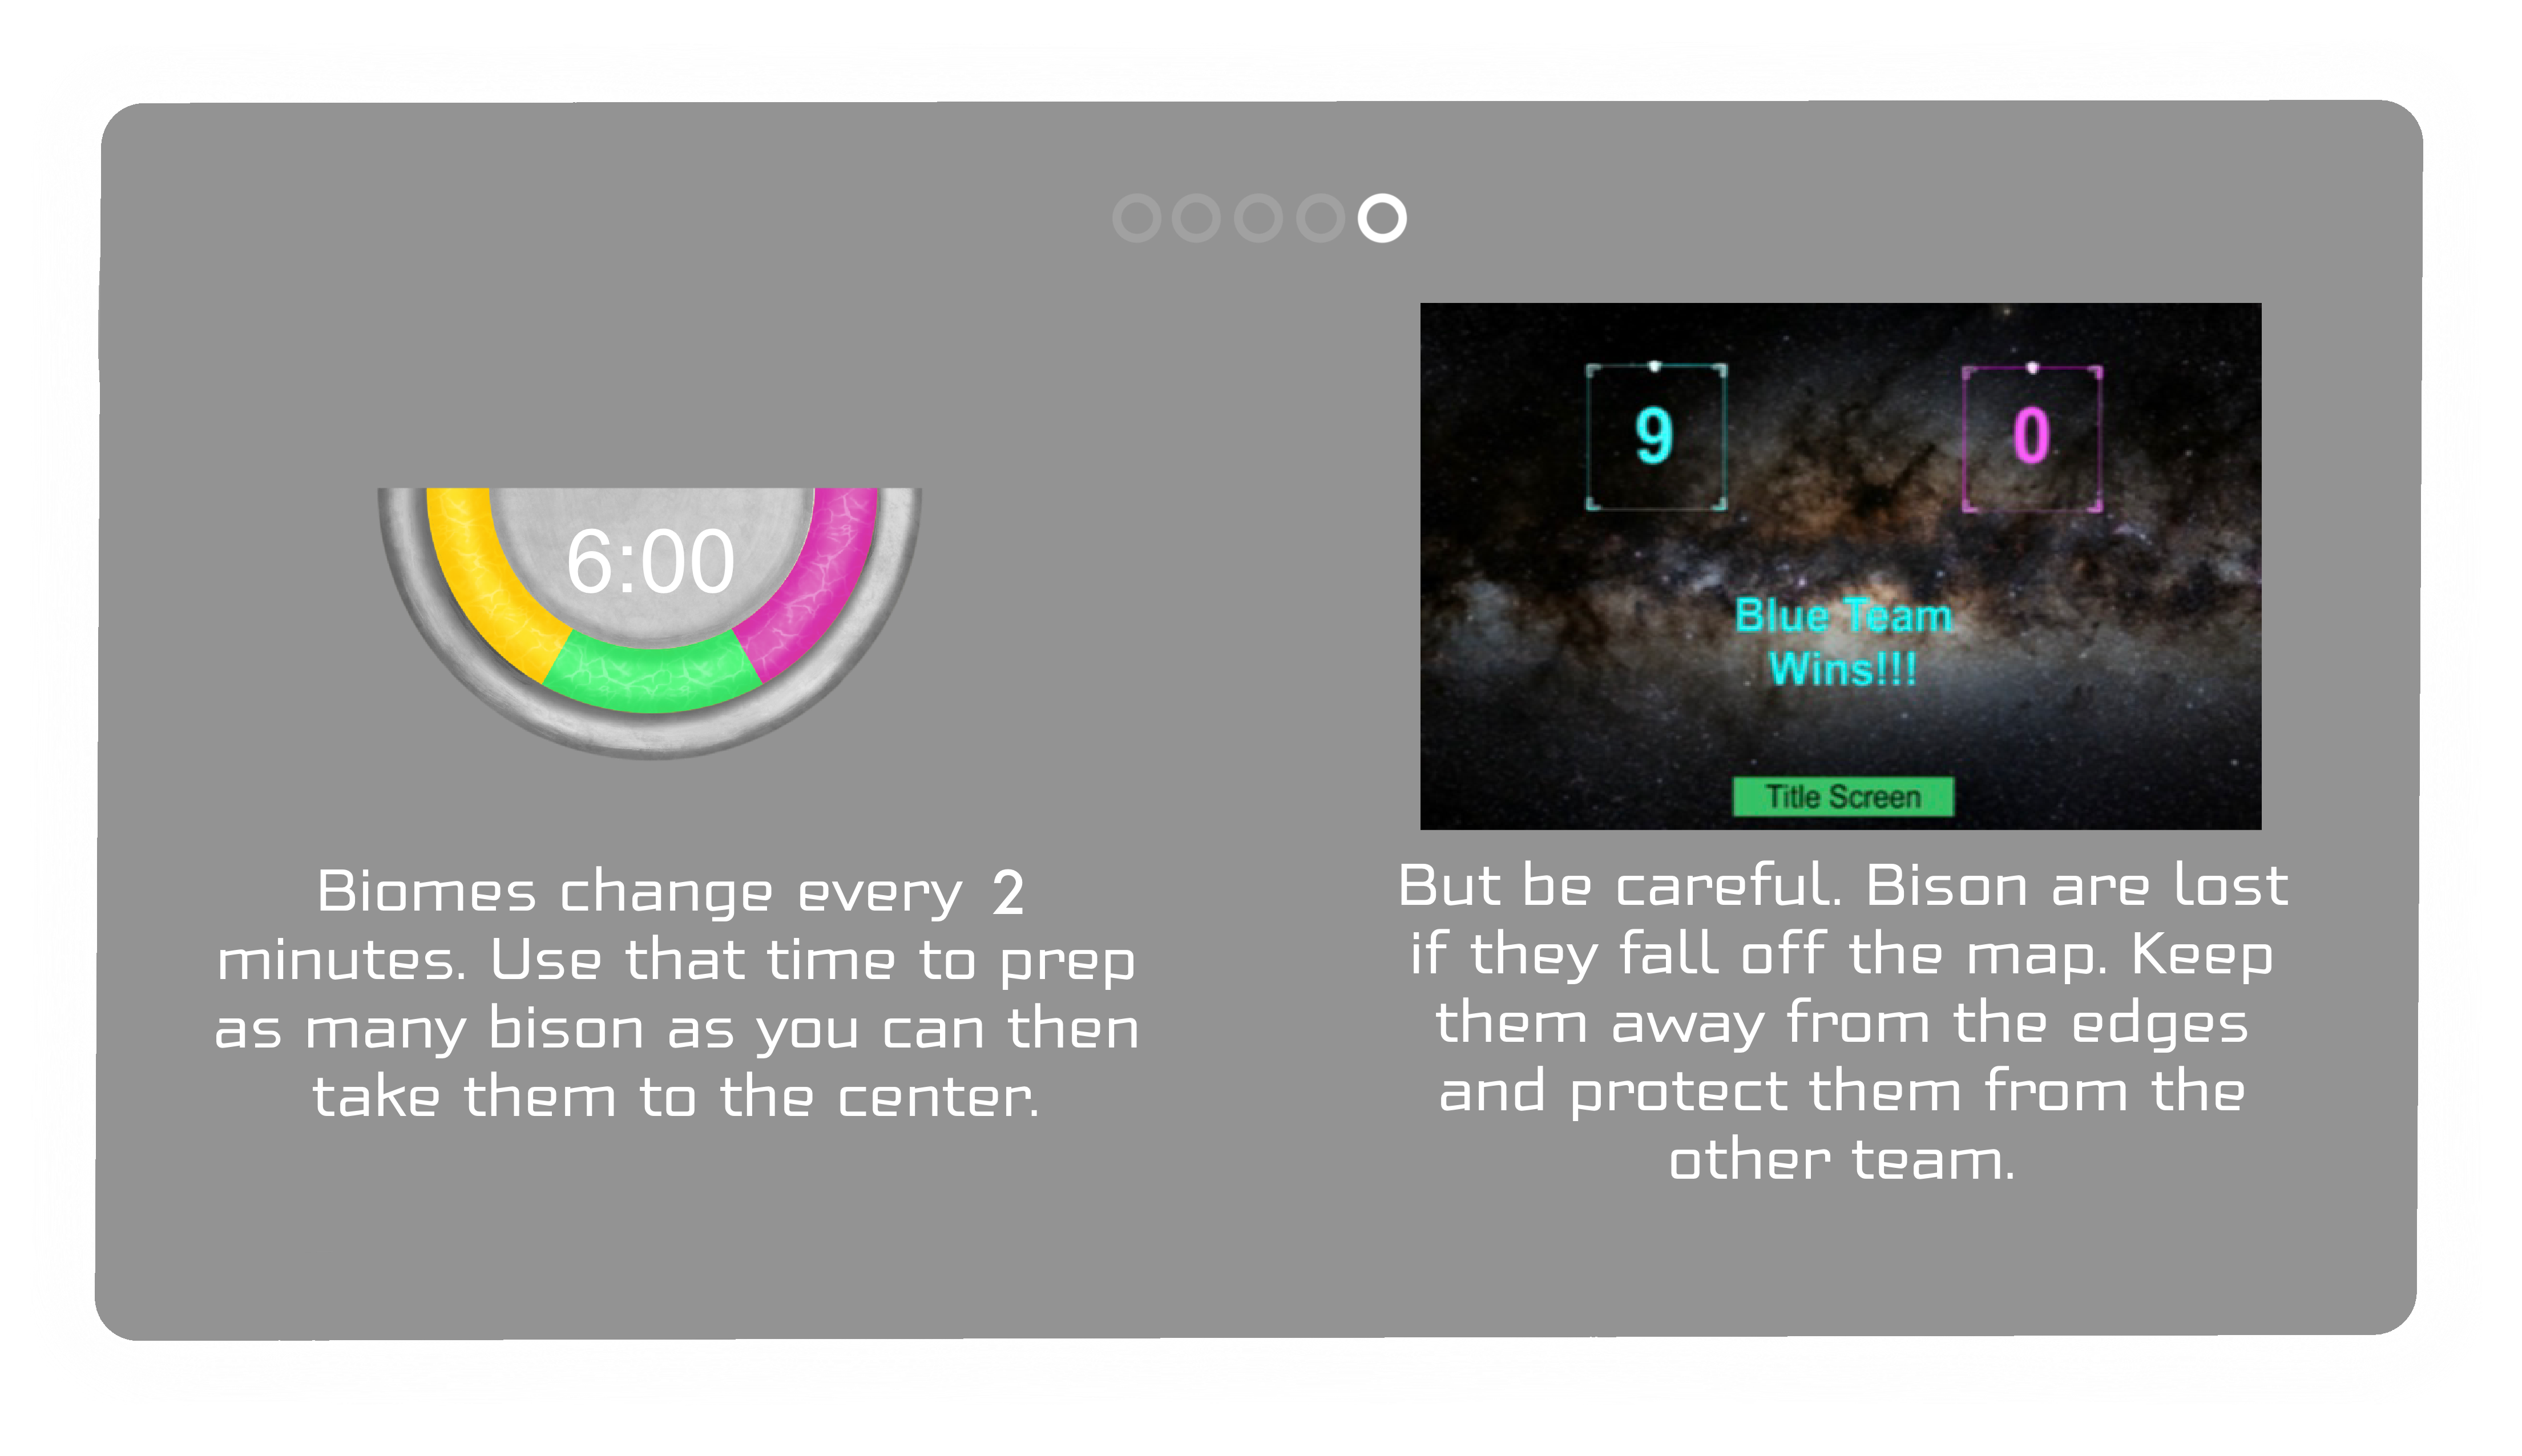 6:00
Biomes change every 2
minutes. Use that time to prep
as many bison as you can then
take them to the center.
9
0
Blue Team
Wins!!!
Title Screen
But be careful. Bison are lost
if they fall off the map. Keep
them away from the edges
and protect them from the
other team.